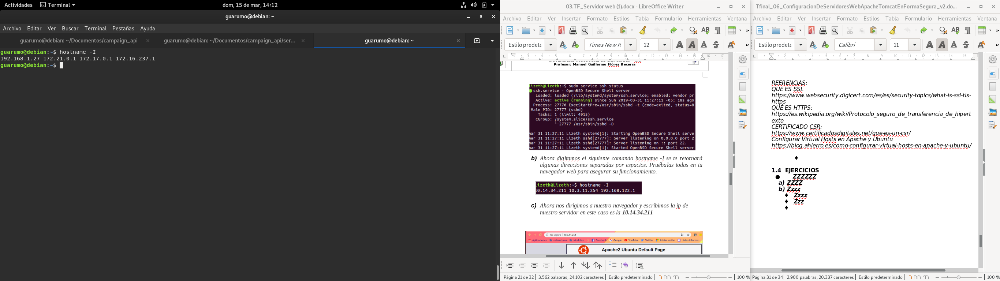 Actividades
Terminal
dom, 15 de mar, 14:12
guarumo@debian: ~
Archivo Editar Ver Buscar Terminal Pestañas Ayuda
guarumo@debian: ~/Documentos/campaign_api
guarumo@debian: ~/Documentos/campaign_api/ser...
guarumo@debian: ~
guarumo@debian:~$ hostname -I
192.168.1.27 172.21.0.1 172.17.0.1 172.16.237.1
guarumo@debian:~$
03.TF_Servidor web (1).docx - LibreOffice Writer
Archivo Editar Ver Insertar Formato Estilos Tabla Formulario Herramientas Ventana
Estilo predete
Times New R
12
3 4 5 6 7 8 9 10 11 12 13 14 15 16 17
Profesor: Manuel Guillermo Flórez Becerra
lizeth@Lizeth:~$ sudo service ssh status
ssh.service - OpenBSD Secure Shell server
Loaded: loaded (/lib/systemd/system/ssh.service; enabled; vendor pr
Active: active (running) since Sun 2019-03-31 11:27:11 -05; 18s ago
Process: 27776 ExecStartPre=/usr/sbin/sshd -t (code=exited, status=0
Main PID: 27777 (sshd)
Tasks: 1 (limit: 4915)
CGroup: /system.slice/ssh.service
└─27777 /usr/sbin/sshd -D
mar 31 11:27:11 Lizeth systemd[1]: Starting OpenBSD Secure Shell serve
mar 31 11:27:11 Lizeth sshd[27777]: Server listening on 0.0.0.0 port 2
mar 31 11:27:11 Lizeth sshd[27777]: Server listening on :: port 22.
mar 31 11:27:11 Lizeth systemd[1]: Started OpenBSD Secure Shell server
b) Ahora digitamos el siguiente comando hostname -I se te retornará
algunas direcciones separadas por espacios. Pruébalas todas en tu
navegador web para asegurar su funcionamiento.
lizeth@Lizeth:~$ hostname -I
10.14.34.211 10.3.11.254 192.168.122.1
c) Ahora nos dirigimos a nuestro navegador y escribimos la ip de
nuestro servidor en este caso es la 10.14.34.211
No seguro | 10.3.11.254
Aplicaciones estrcuturas Modulos Facebook Google YouTube Twitter Iniciar sesión Listas informes
Apache2 Ubuntu Default Page
Página 21 de 32
3.562 palabras, 24.102 caracteres
Estilo predeterminado
100 %
Tfinal_06_ConfiguracionDeServidoresWebApacheTomcatEnFormaSegura_v2.do...
Archivo Editar Ver Insertar Formato Estilos Tabla Formulario Herramientas Ventana
Estilo predete
Calibri
11
REERENCIAS:
QUE ES SSL
https://www.websecurity.digicert.com/es/es/security-topics/what-is-ssl-tls-
https
QUÉ ES HTTPS:
https://es.wikipedia.org/wiki/Protocolo_seguro_de_transferencia_de_hipert
exto
CERTIFICADO CSR:
https://www.certificadosdigitales.net/que-es-un-csr/
Configurar Virtual Hosts en Apache y Ubuntu
https://blog.ahierro.es/como-configurar-virtual-hosts-en-apache-y-ubuntu/
1.4 EJERCICIOS
ZZZZZZ
a) ZZZZ
b) Zzzz
Zzzz
Zzz
Página 31 de 34
2.900 palabras, 20.337 caracteres
Estilo predeterminado
100 %